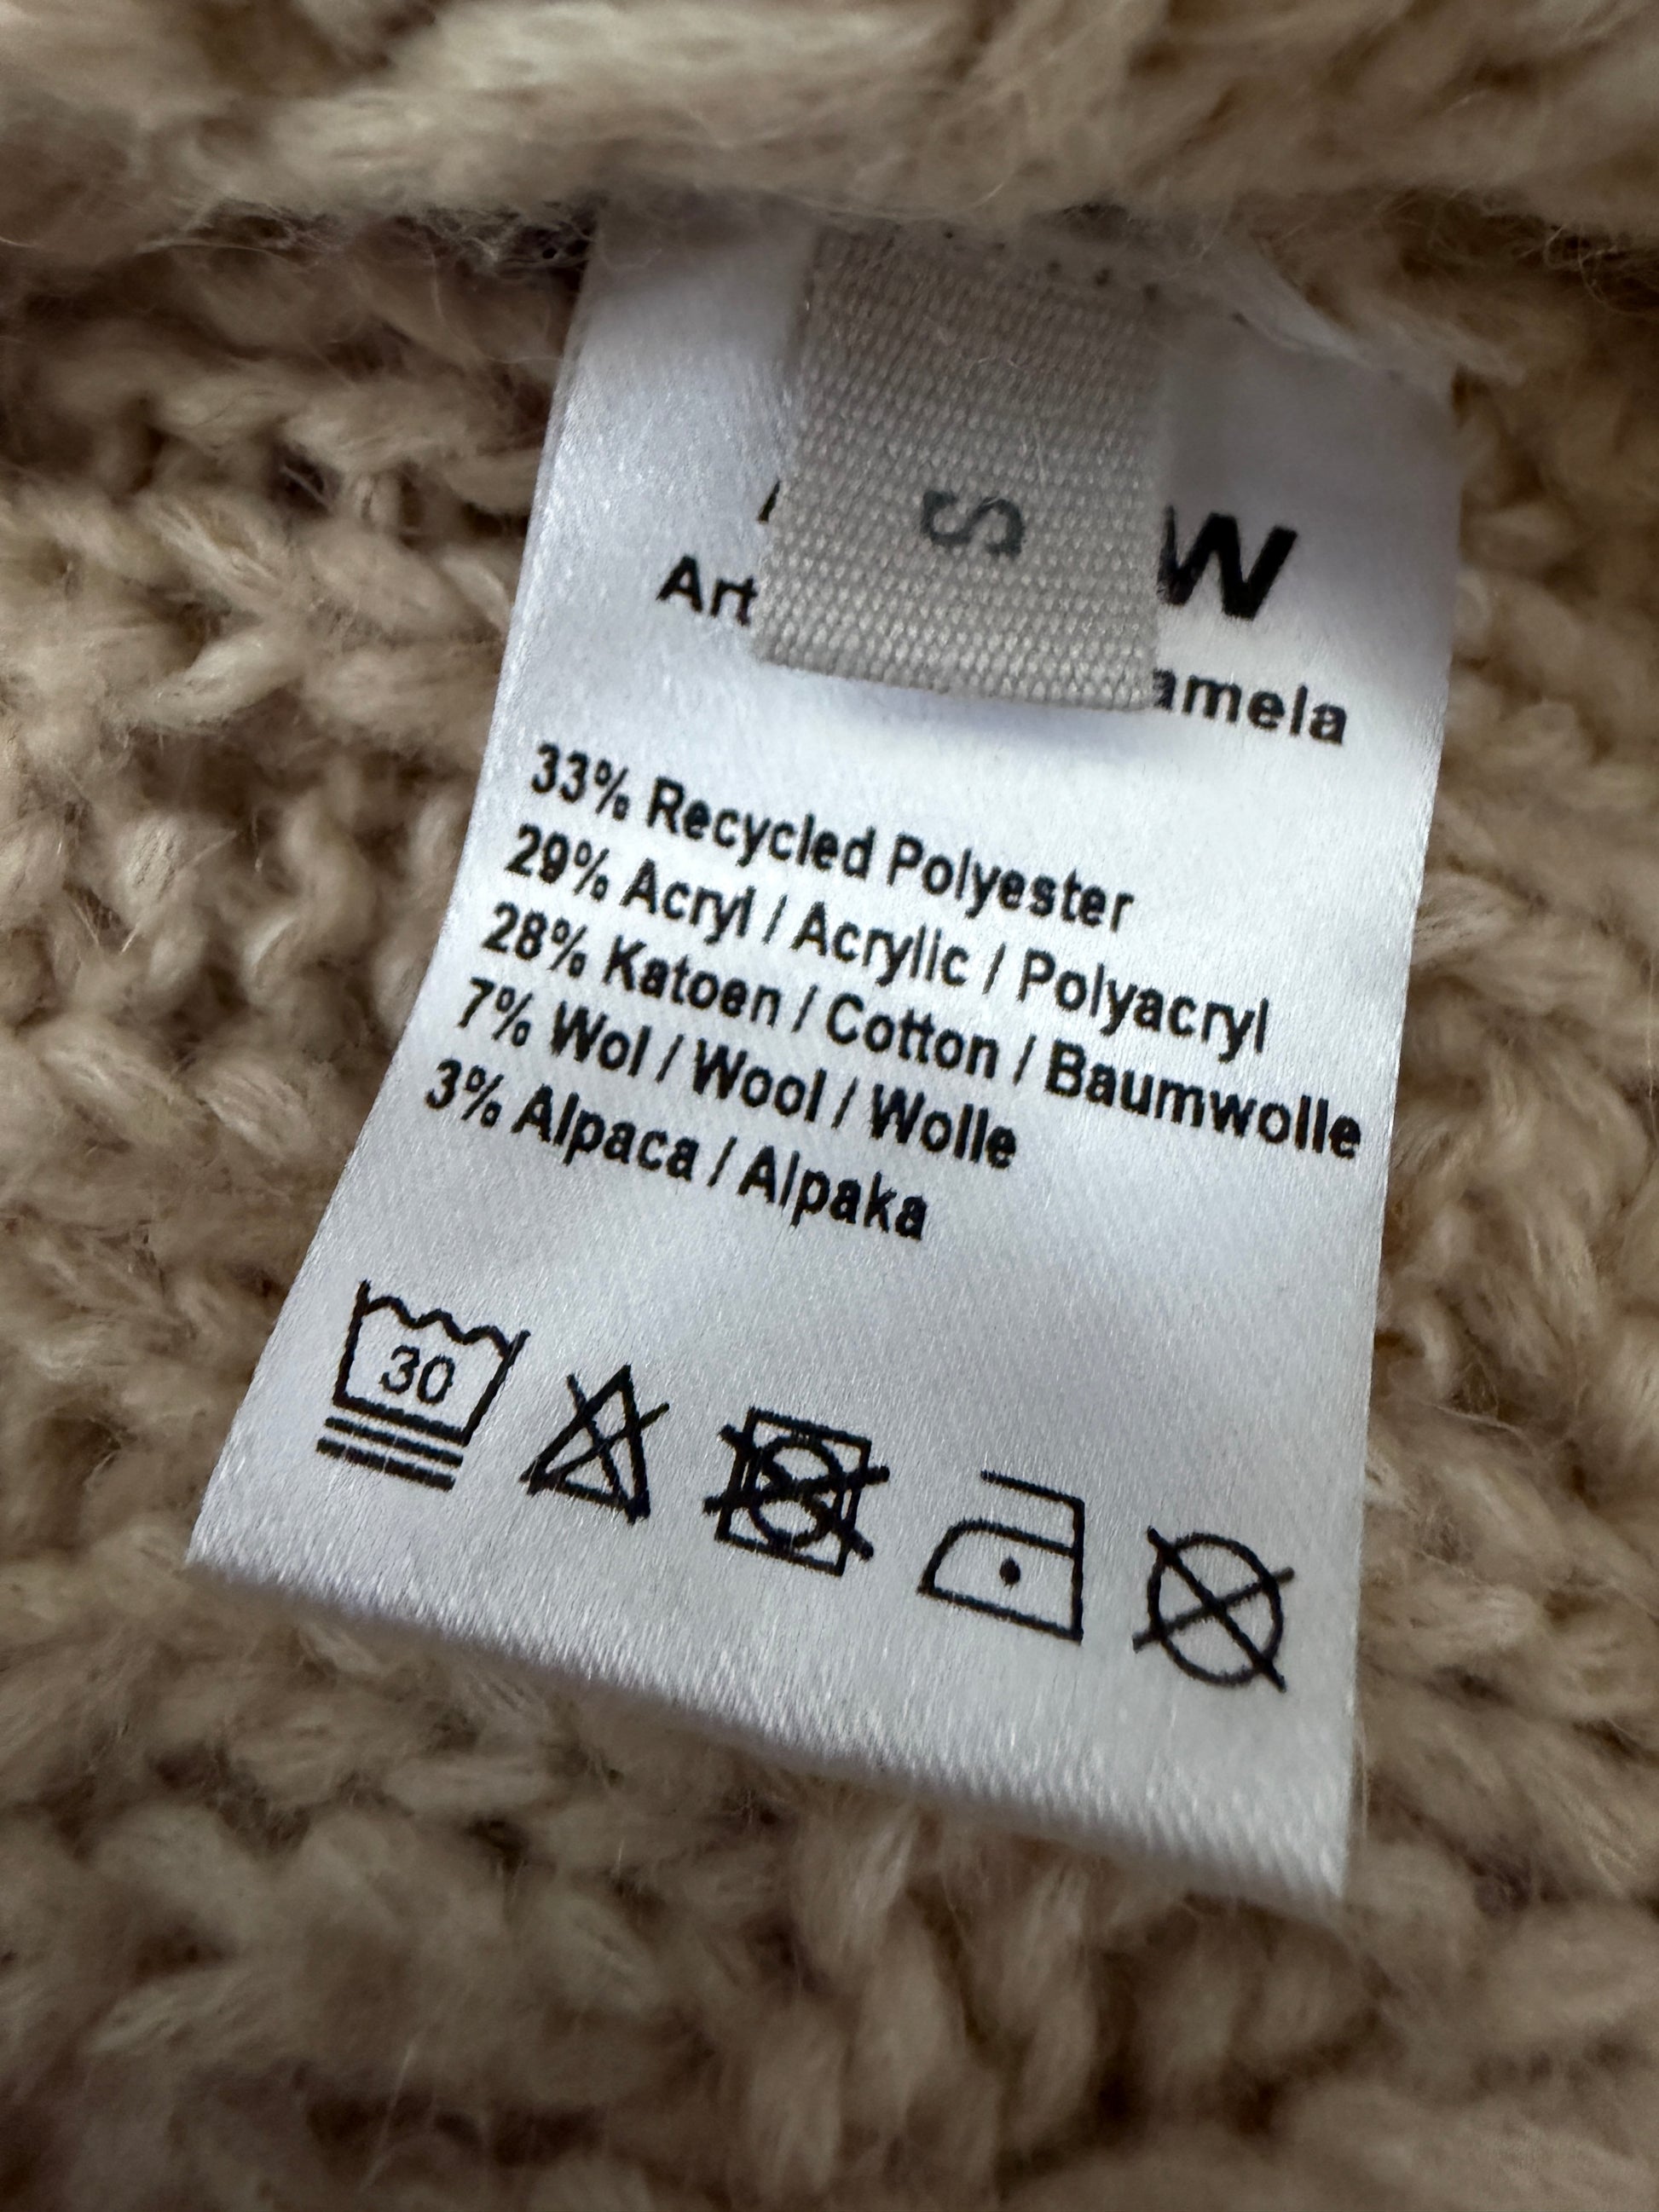 S
W
Art
amela
33% Recycled Polyester
29% Acryl / Acrylic / Polyacryl
28% Katoen / Cotton / Baumwolle
7% Wol / Wool / Wolle
3% Alpaca / Alpaka
30